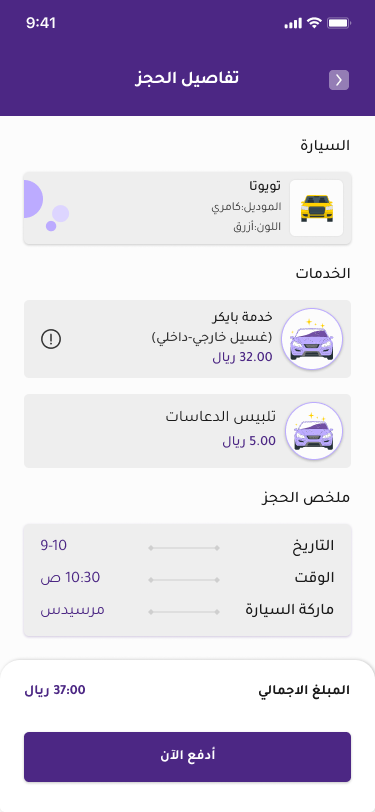 9:41
تفاصيل الحجز
السيارة
تويوتا
الموديل:كامري
اللون:أزرق
الخدمات
خدمة بايكر
(غسيل خارجي-داخلي)
32.00 ريال
تلبيس الدعاسات
5.00 ريال
ملخص الحجز
التاريخ 9-10
الوقت 10:30 ص
ماركة السيارة مرسيدس
المبلغ الاجمالي 37:00 ريال
أدفع الآن